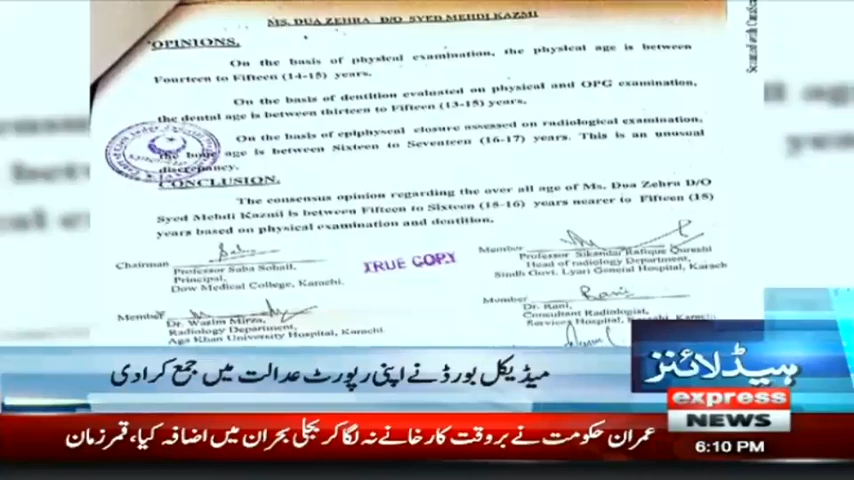 MS. DUA ZEHRA D/O SYED MEHDI KAZMI
OPINIONS.
On the basis of physical examination, the physical age is between
Fourteen to Fifteen (14-15) years.
On the basis of dentition evaluated on physical and OPG examination,
the dental age is between thirteen to Fifteen (13-15) years.
On the basis of epiphyseal closure assessed on radiological examination,
the bone age is between Sixteen to Seventeen (16-17) years. This is an unusual
discrepancy.
CONCLUSION.
The consensus opinion regarding the over all age of Ms. Dua Zehra D/O
Syed Mehdi Kazmi is between Fifteen to Sixteen (15-16) years nearer to Fifteen (15)
years based on physical examination and dentition.
Chairman
Professor Saba Sohail,
Principal,
Dow Medical College, Karachi.
TRUE COPY
Member
Professor Sikandar Rafique Qureshi
Head of radiology Department,
Sindh Govt. Lyari General Hospital, Karach
Member
Dr. Wasim Mirza,
Radiology Department,
Aga Khan University Hospital, Karachi.
Member
Dr. Rani,
Consultant Radiologist,
Service Hospital, Karachi
Scanned with
ہیڈلائنز
میڈیکل بورڈ نے اپنی رپورٹ عدالت میں جمع کرا دی
express
NEWS
6:10 PM
عمران حکومت نے بروقت کارخانے نہ لگا کر بجلی بحران میں اضافہ کیا، قمر زمان